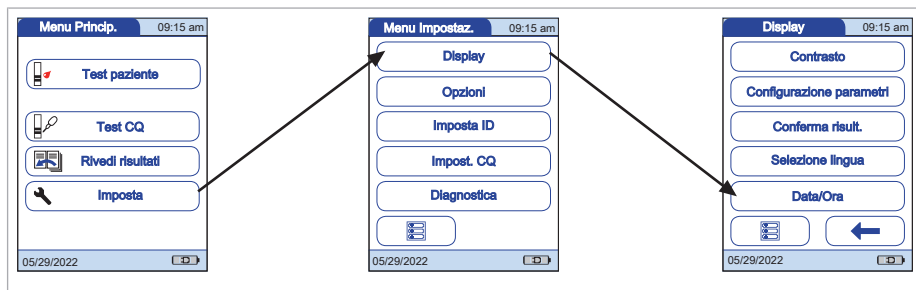 Menu Princip. 09:15 am
Test paziente
Test CQ
Rivedi risultati
Imposta
05/29/2022
Menu Impostaz. 09:15 am
Display
Opzioni
Imposta ID
Impost. CQ
Diagnostica
05/29/2022
Display 09:15 am
Contrasto
Configurazione parametri
Conferma risult.
Selezione lingua
Data/Ora
05/29/2022